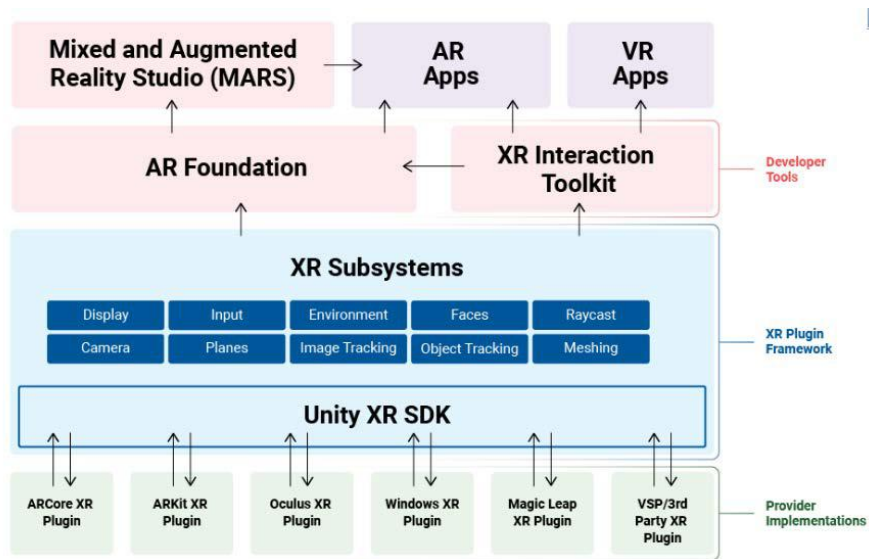 Mixed and Augmented
Reality Studio (MARS)
AR
Apps
VR
Apps
AR Foundation
XR Interaction
Toolkit
Developer
Tools
XR Subsystems
Display
Input
Environment
Faces
Raycast
Camera
Planes
Image Tracking
Object Tracking
Meshing
XR Plugin
Framework
Unity XR SDK
ARCore XR
Plugin
ARKit XR
Plugin
Oculus XR
Plugin
Windows XR
Plugin
Magic Leap
XR Plugin
VSP/3rd
Party XR
Plugin
Provider
Implementations